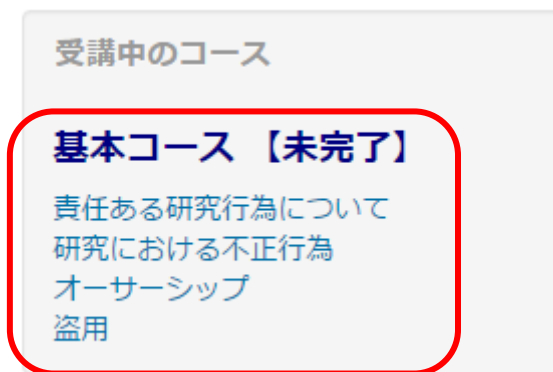 受講中のコース
基本コース 【未完了】
責任ある研究行為について
研究における不正行為
オーサーシップ
盗用